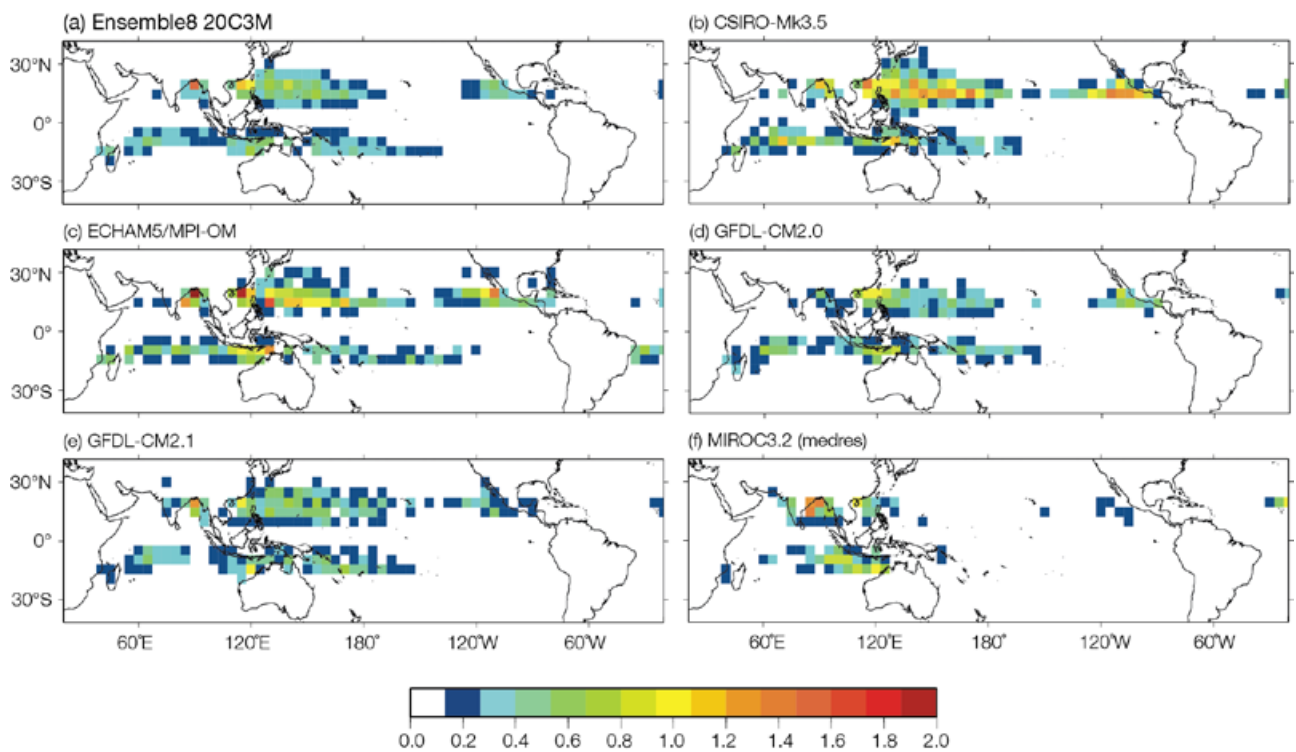 (a) Ensemble8 20C3M
(b) CSIRO-Mk3.5
30°N
0°
30°S
(c) ECHAM5/MPI-OM
(d) GFDL-CM2.0
30°N
0°
30°S
(e) GFDL-CM2.1
(f) MIROC3.2 (medres)
30°N
0°
30°S
60°E 120°E 180° 120°W 60°E 120°E 180° 120°W 60°W
0.0 0.2 0.4 0.6 0.8 1.0 1.2 1.4 1.6 1.8 2.0